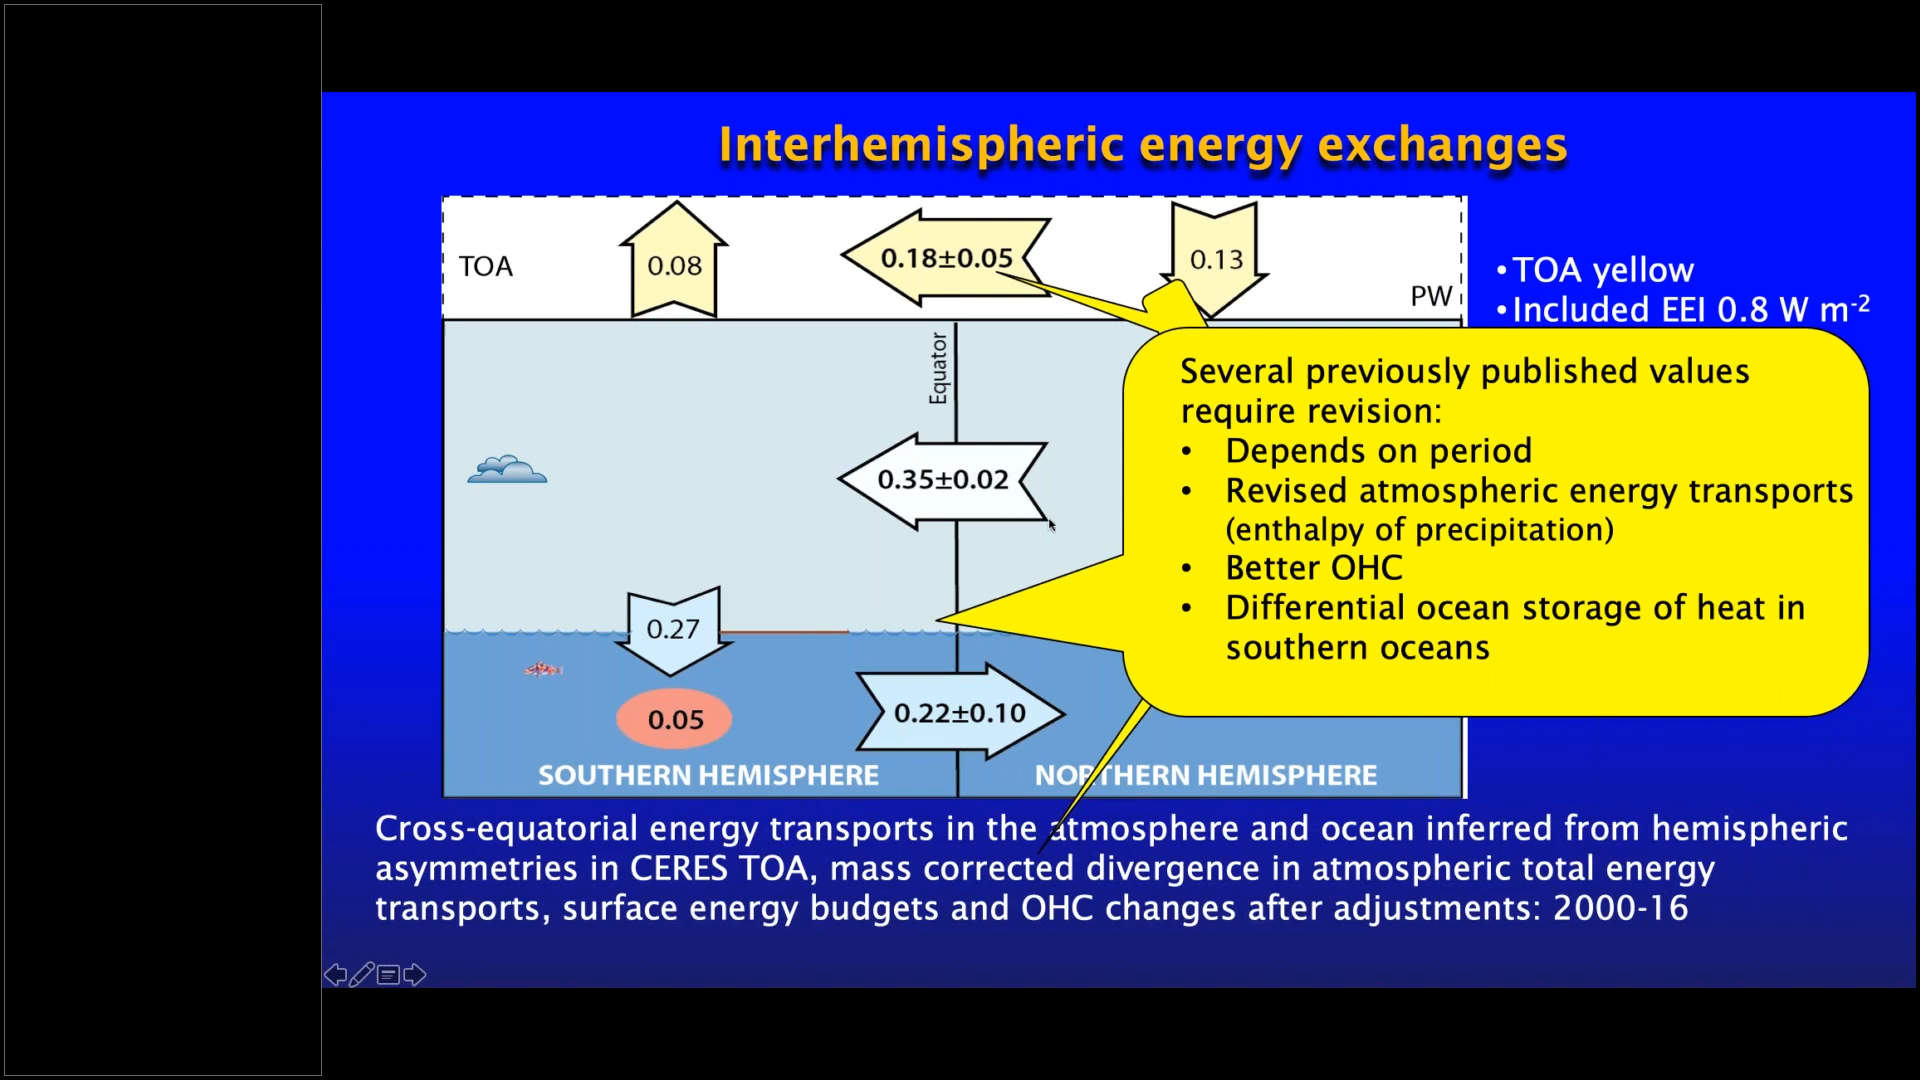 Interhemispheric energy exchanges
TOA
0.08
0.18±0.05
0.13
PW
•TOA yellow
•Included EEI 0.8 W m⁻²
Equator
0.35±0.02
0.27
0.05
0.22±0.10
SOUTHERN HEMISPHERE
NORTHERN HEMISPHERE
Several previously published values
require revision:
• Depends on period
• Revised atmospheric energy transports
(enthalpy of precipitation)
• Better OHC
• Differential ocean storage of heat in
southern oceans
Cross-equatorial energy transports in the atmosphere and ocean inferred from hemispheric
asymmetries in CERES TOA, mass corrected divergence in atmospheric total energy
transports, surface energy budgets and OHC changes after adjustments: 2000-16